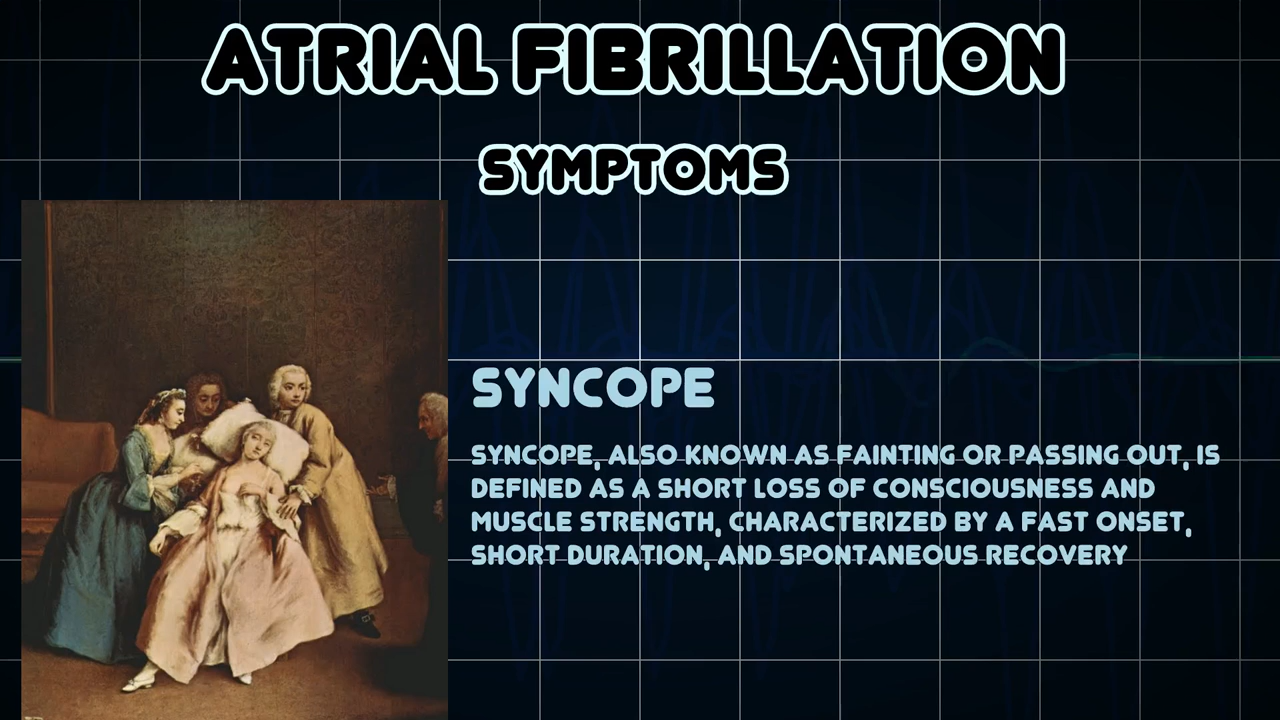 ATRIAL FIBRILLATION
SYMPTOMS
SYNCOPE
SYNCOPE, ALSO KNOWN AS FAINTING OR PASSING OUT, IS
DEFINED AS A SHORT LOSS OF CONSCIOUSNESS AND
MUSCLE STRENGTH, CHARACTERIZED BY A FAST ONSET,
SHORT DURATION, AND SPONTANEOUS RECOVERY